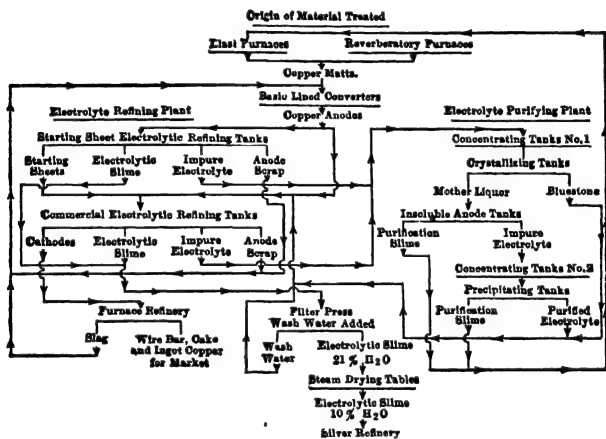 Origin of Material Treated
Blast Furnaces Reverberatory Furnaces
Copper Matts.
Basic Lined Converters
Copper Anodes
Electrolyte Refining Plant
Starting Sheet Electrolytic Refining Tanks
Starting Sheets
Electrolytic Slime
Impure Electrolyte
Anode Scrap
Commercial Electrolytic Refining Tanks
Cathodes
Electrolytic Slime
Impure Electrolyte
Anode Scrap
Furnace Refinery
Slag
Wire Bar, Cake
and Ingot Copper
for Market
Filter Press
Wash Water Added
Wash Water
Electrolytic Slime
21% H2O
Steam Drying Tables
Electrolytic Slime
10% H2O
Silver Refinery
Electrolyte Purifying Plant
Concentrating Tanks No.1
Crystallizing Tanks
Mother Liquor
Bluestone
Insoluble Anode Tanks
Purification Slime
Impure Electrolyte
Concentrating Tanks No.2
Precipitating Tanks
Purification Slime
Purified Electrolyte